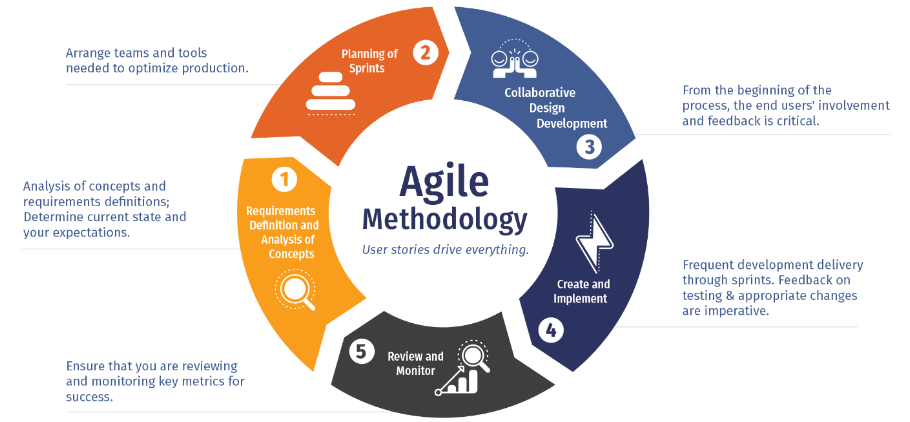 Agile
Methodology
User stories drive everything.
1
Requirements
Definition and
Analysis of
Concepts
Analysis of concepts and
requirements definitions;
Determine current state and
your expectations.
2
Planning of
Sprints
Arrange teams and tools
needed to optimize production.
Collaborative
Design
Development
3
From the beginning of the
process, the end users' involvement
and feedback is critical.
Create and
Implement
4
Frequent development delivery
through sprints. Feedback on
testing & appropriate changes
are imperative.
5
Review and
Monitor
Ensure that you are reviewing
and monitoring key metrics for
success.